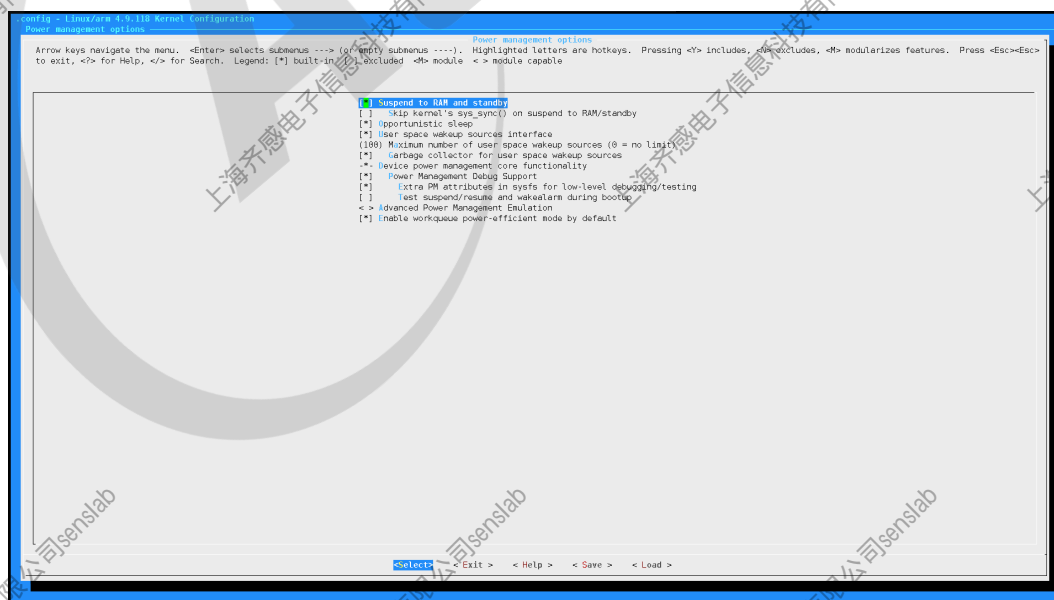 .config - Linux/arm 4.9.118 Kernel Configuration
Power management options
Power management options
Arrow keys navigate the menu.  <Enter> selects submenus ---> (or empty submenus ----).  Highlighted letters are hotkeys.  Pressing <Y> includes, <N> excludes, <M> modularizes features.  Press <Esc><Esc>
to exit, <?> for Help, </> for Search.  Legend: [*] built-in  [ ] excluded  <M> module  < > module capable
[*] Suspend to RAM and standby
[ ]   Skip kernel's sys_sync() on suspend to RAM/standby
[*] Opportunistic sleep
[*] User space wakeup sources interface
(100) Maximum number of user space wakeup sources (0 = no limit)
[*]   Garbage collector for user space wakeup sources
-*- Device power management core functionality
[*]   Power Management Debug Support
[*]     Extra PM attributes in sysfs for low-level debugging/testing
[ ]     Test suspend/resume and wakealarm during bootup
< > Advanced Power Management Emulation
[*] Enable workqueue power-efficient mode by default
上海齐感电子信息科技有
上海齐感电子信息科技有
限公司senslab
限公司senslab
限公司senslab
<Select>    < Exit >    < Help >    < Save >    < Load >